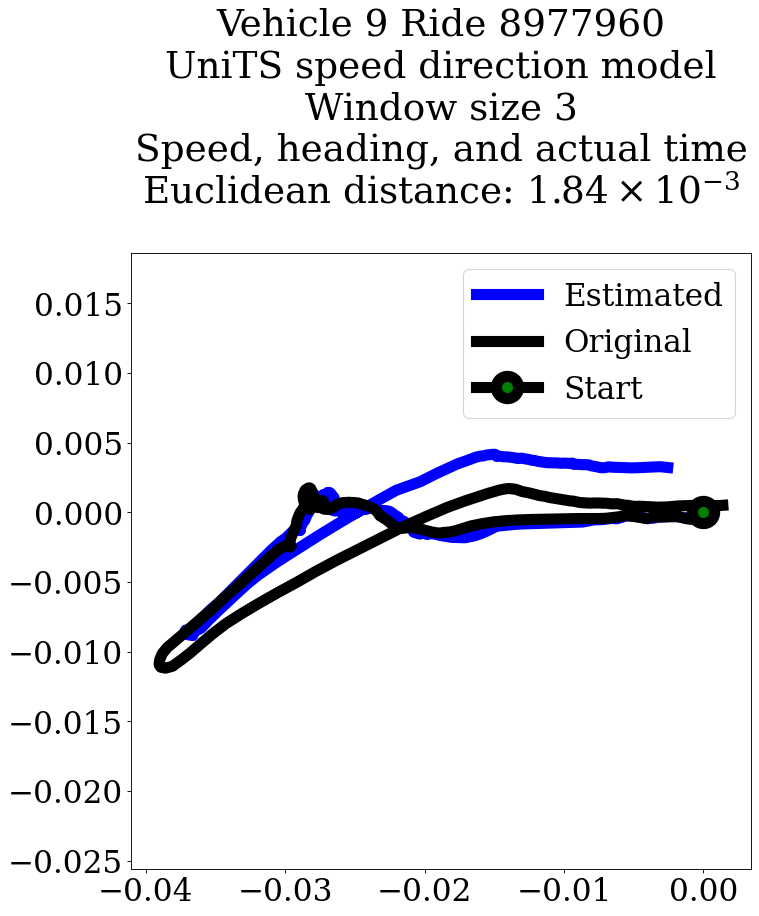 Vehicle 9 Ride 8977960
UniTS speed direction model
Window size 3
Speed, heading, and actual time
Euclidean distance: 1.84 × 10⁻³
Estimated
Original
Start
0.015
0.010
0.005
0.000
−0.005
−0.010
−0.015
−0.020
−0.025
−0.04 −0.03 −0.02 −0.01 0.00